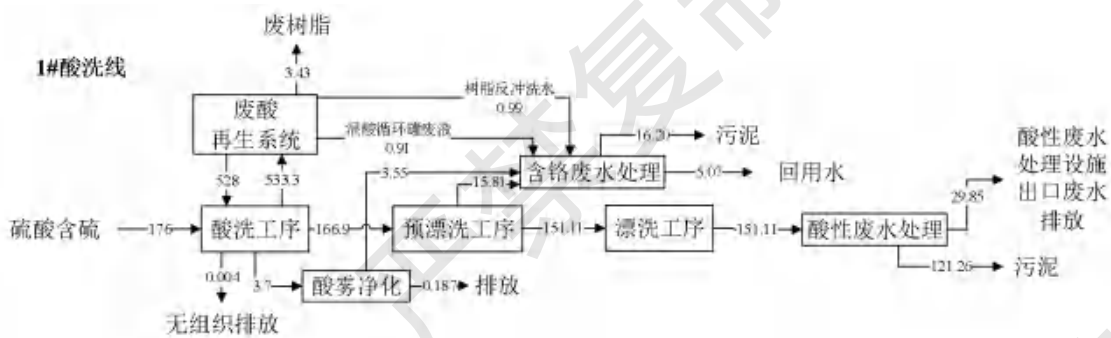 废树脂
1#酸洗线
3.43
树脂反冲洗水
0.99
废酸
再生系统
混酸循环罐废液
0.91
16.20
污泥
酸性废水
处理设施
出口废水
排放
528
533.3
3.55
15.81
含铬废水处理
5.07
回用水
29.85
硫酸含硫
176
酸洗工序
166.9
预漂洗工序
151.11
漂洗工序
151.11
酸性废水处理
0.004
3.7
酸雾净化
0.187
排放
121.26
污泥
无组织排放